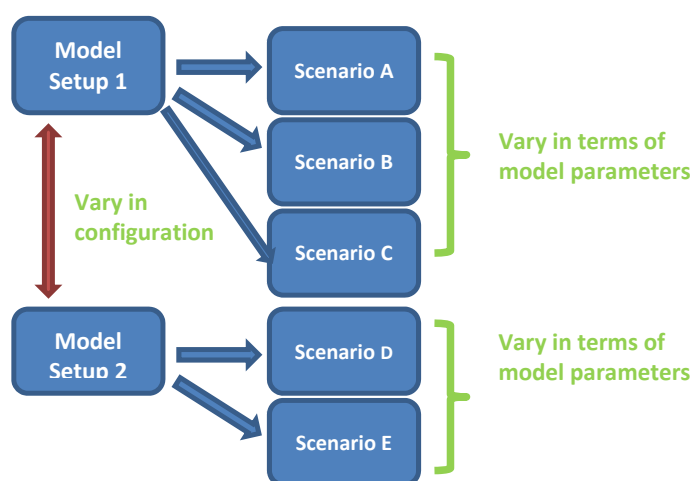 Model
Setup 1
Scenario A
Scenario B
Scenario C
Vary in terms of
model parameters
Vary in
configuration
Model
Setup 2
Scenario D
Scenario E
Vary in terms of
model parameters